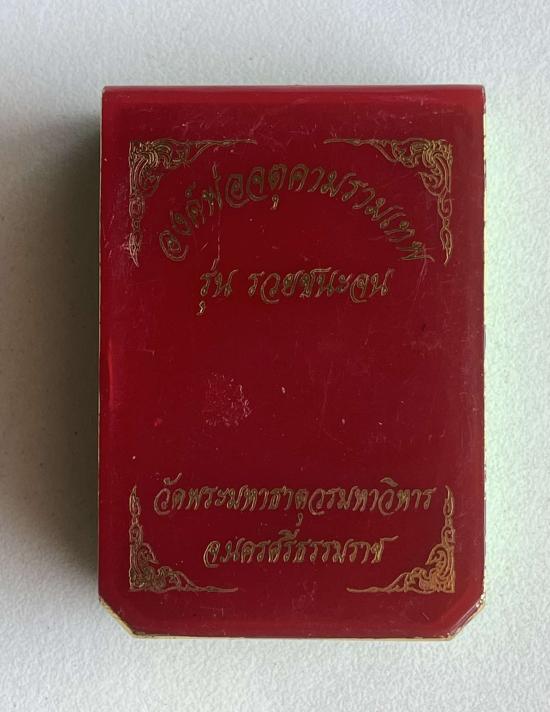 องค์พ่อจตุคามรามเทพ
รุ่น รวยชนะจน
วัดพระมหาธาตุวรมหาวิหาร
จ.นครศรีธรรมราช